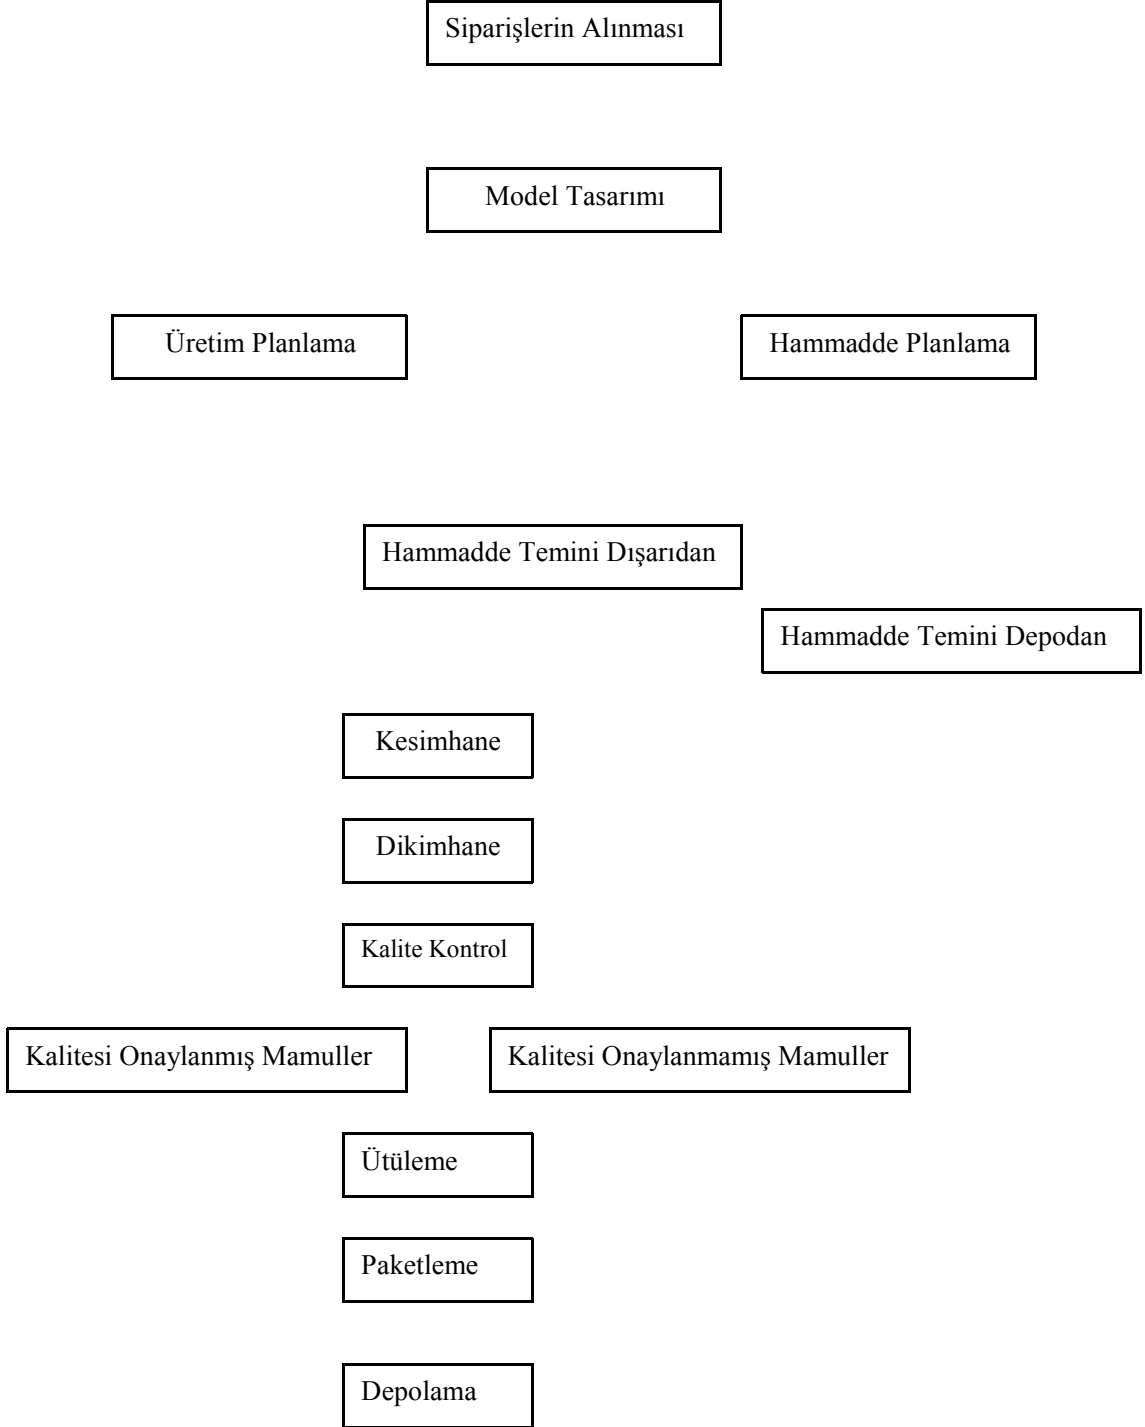 Siparişlerin Alınması
Model Tasarımı
Üretim Planlama
Hammadde Planlama
Hammadde Temini Dışarıdan
Hammadde Temini Depodan
Kesimhane
Dikimhane
Kalite Kontrol
Kalitesi Onaylanmış Mamuller
Kalitesi Onaylanmamış Mamuller
Ütüleme
Paketleme
Depolama